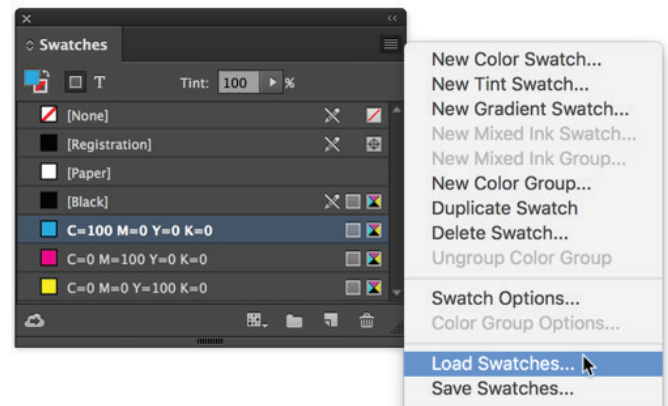 Swatches
T Tint: 100 %
[None]
[Registration]
[Paper]
[Black]
C=100 M=0 Y=0 K=0
C=0 M=100 Y=0 K=0
C=0 M=0 Y=100 K=0
New Color Swatch...
New Tint Swatch...
New Gradient Swatch...
New Mixed Ink Swatch...
New Mixed Ink Group...
New Color Group...
Duplicate Swatch
Delete Swatch...
Ungroup Color Group
Swatch Options...
Color Group Options...
Load Swatches...
Save Swatches...